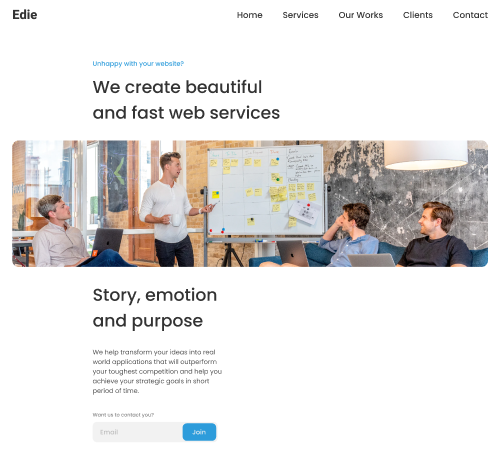 Edie
Home Services Our Works Clients Contact
Unhappy with your website?
We create beautiful
and fast web services
Story, emotion
and purpose
We help transform your ideas into real
world applications that will outperform
your toughest competition and help you
achieve your strategic goals in short
period of time.
Want us to contact you?
Email
Join